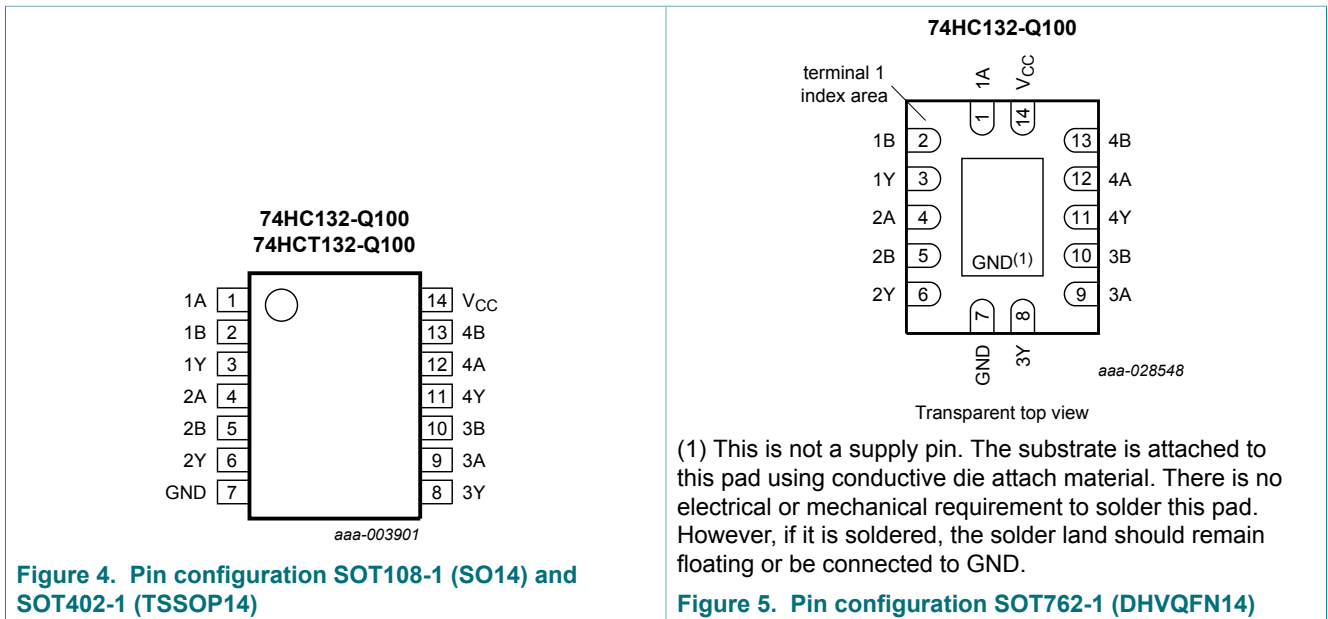 74HC132-Q100
74HCT132-Q100
1A 1
14 VCC
1B 2
13 4B
1Y 3
12 4A
2A 4
11 4Y
2B 5
10 3B
2Y 6
9 3A
GND 7
8 3Y
aaa-003901
Figure 4. Pin configuration SOT108-1 (SO14) and
SOT402-1 (TSSOP14)
74HC132-Q100
terminal 1
index area
1A
VCC
1
14
1B 2
13 4B
1Y 3
12 4A
2A 4
11 4Y
2B 5
10 3B
GND(1)
2Y 6
9 3A
7
8
GND
3Y
aaa-028548
Transparent top view
(1) This is not a supply pin. The substrate is attached to
this pad using conductive die attach material. There is no
electrical or mechanical requirement to solder this pad.
However, if it is soldered, the solder land should remain
floating or be connected to GND.
Figure 5. Pin configuration SOT762-1 (DHVQFN14)